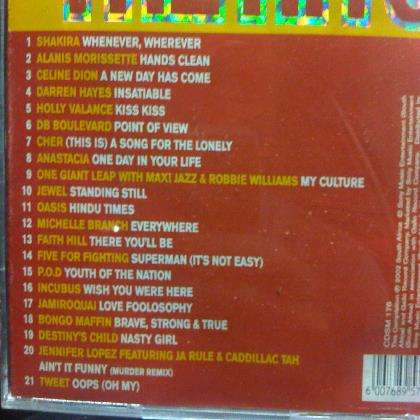 1 SHAKIRA WHENEVER, WHEREVER
2 ALANIS MORISSETTE HANDS CLEAN
3 CELINE DION A NEW DAY HAS COME
4 DARREN HAYES INSATIABLE
5 HOLLY VALANCE KISS KISS
6 DB BOULEVARD POINT OF VIEW
7 CHER (THIS IS) A SONG FOR THE LONELY
8 ANASTACIA ONE DAY IN YOUR LIFE
9 ONE GIANT LEAP WITH MAXI JAZZ & ROBBIE WILLIAMS MY CULTURE
10 JEWEL STANDING STILL
11 OASIS HINDU TIMES
12 MICHELLE BRANCH EVERYWHERE
13 FAITH HILL THERE YOU'LL BE
14 FIVE FOR FIGHTING SUPERMAN (IT'S NOT EASY)
15 P.O.D YOUTH OF THE NATION
16 INCUBUS WISH YOU WERE HERE
17 JAMIROQUAI LOVE FOOLOSOPHY
18 BONGO MAFFIN BRAVE, STRONG & TRUE
19 DESTINY'S CHILD NASTY GIRL
20 JENNIFER LOPEZ FEATURING JA RULE & CADDILLAC TAH
AIN'T IT FUNNY (MURDER REMIX)
21 TWEET OOPS (OH MY)
CDSM 176
6 007689